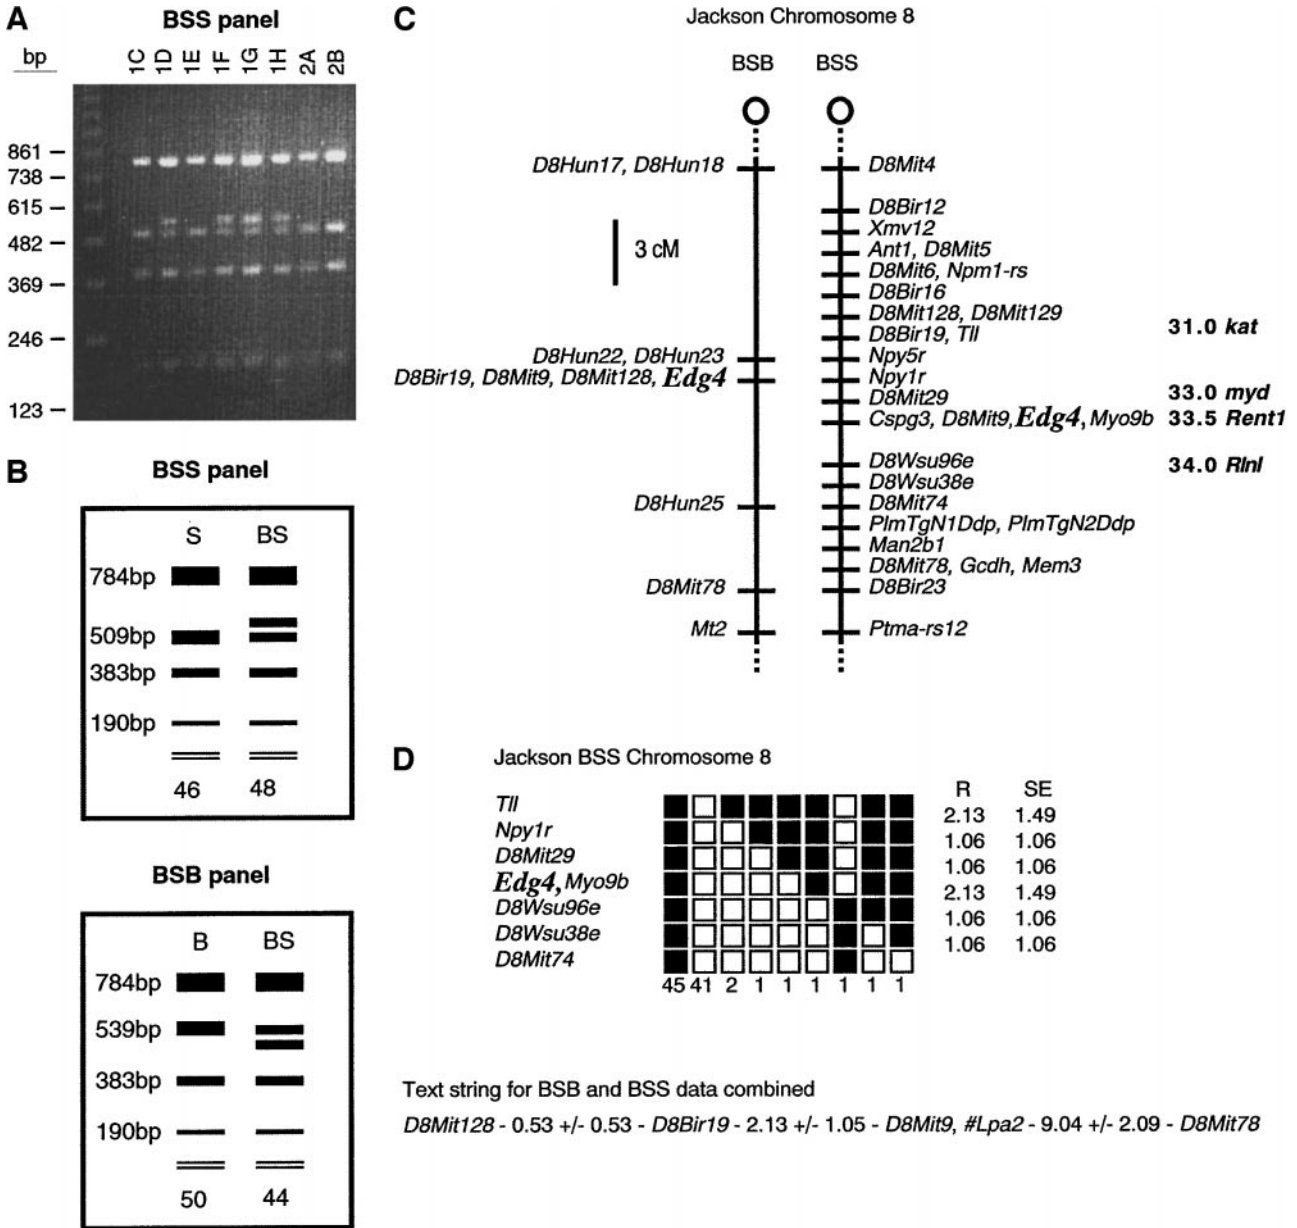 A
BSS panel
bp
1C 1D 1E 1F 1G 1H 2A 2B
861
738
615
482
369
246
123
B
BSS panel
S BS
784bp
509bp
383bp
190bp
46 48
BSB panel
B BS
784bp
539bp
383bp
190bp
50 44
C
Jackson Chromosome 8
BSB BSS
D8Hun17, D8Hun18
3 cM
D8Hun22, D8Hun23
D8Bir19, D8Mit9, D8Mit128, Edg4
D8Hun25
D8Mit78
Mt2
D8Mit4
D8Bir12
Xmv12
Ant1, D8Mit5
D8Mit6, Npm1-rs
D8Bir16
D8Mit128, D8Mit129
D8Bir19, Tll
Npy5r
Npy1r
D8Mit29
Cspg3, D8Mit9, Edg4, Myo9b
D8Wsu96e
D8Wsu38e
D8Mit74
PlmTgN1Ddp, PlmTgN2Ddp
Man2b1
D8Mit78, Gcdh, Mem3
D8Bir23
Ptma-rs12
31.0 kat
33.0 myd
33.5 Rent1
34.0 Rlnl
D
Jackson BSS Chromosome 8
R SE
Tll
2.13 1.49
Npy1r
1.06 1.06
D8Mit29
1.06 1.06
Edg4, Myo9b
2.13 1.49
D8Wsu96e
1.06 1.06
D8Wsu38e
1.06 1.06
D8Mit74
45 41 2 1 1 1 1 1 1
Text string for BSB and BSS data combined
D8Mit128 - 0.53 +/- 0.53 - D8Bir19 - 2.13 +/- 1.05 - D8Mit9, #Lpa2 - 9.04 +/- 2.09 - D8Mit78